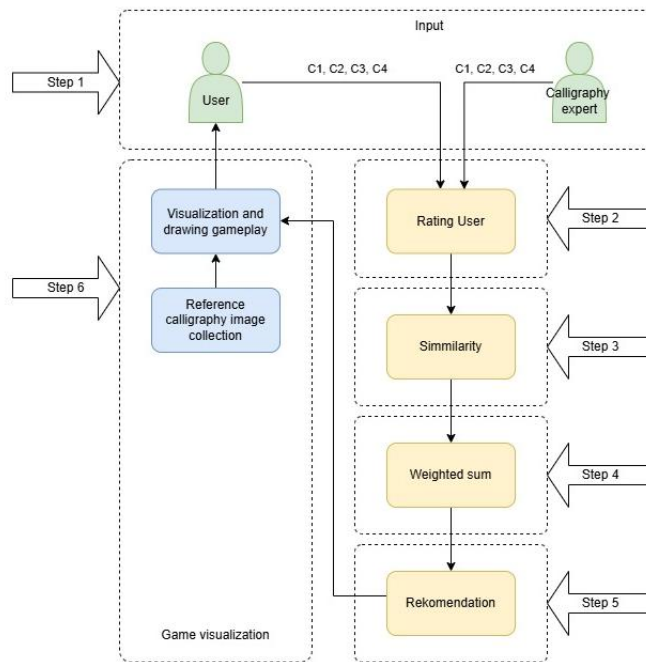 Input
Step 1
User
C1, C2, C3, C4
C1, C2, C3, C4
Calligraphy
expert
Visualization and
drawing gameplay
Rating User
Step 2
Step 6
Reference
calligraphy image
collection
Simmilarity
Step 3
Weighted sum
Step 4
Rekomendation
Step 5
Game visualization